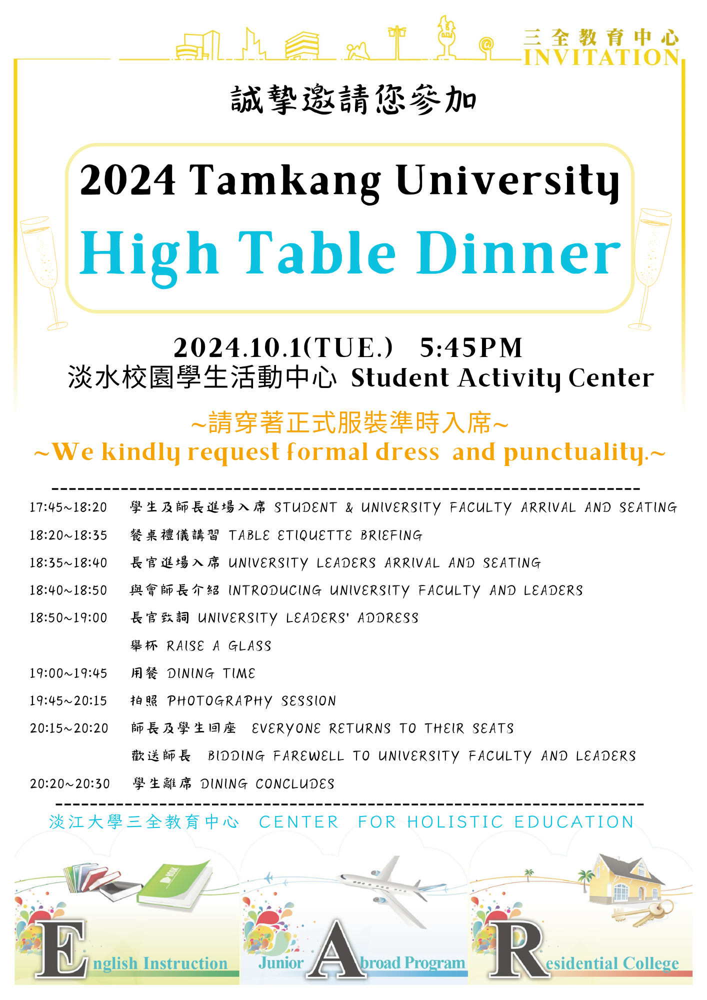 三全教育中心
INVITATION
誠摯邀請您參加
2024 Tamkang University
High Table Dinner
2024.10.1(TUE.) 5:45PM
淡水校園學生活動中心 Student Activity Center
~請穿著正式服裝準時入席~
~We kindly request formal dress and punctuality.~
17:45~18:20 學生及師長進場入席 STUDENT & UNIVERSITY FACULTY ARRIVAL AND SEATING
18:20~18:35 餐桌禮儀講習 TABLE ETIQUETTE BRIEFING
18:35~18:40 長官進場入席 UNIVERSITY LEADERS ARRIVAL AND SEATING
18:40~18:50 與會師長介紹 INTRODUCING UNIVERSITY FACULTY AND LEADERS
18:50~19:00 長官致詞 UNIVERSITY LEADERS' ADDRESS
舉杯 RAISE A GLASS
19:00~19:45 用餐 DINING TIME
19:45~20:15 拍照 PHOTOGRAPHY SESSION
20:15~20:20 師長及學生回座 EVERYONE RETURNS TO THEIR SEATS
歡送師長 BIDDING FAREWELL TO UNIVERSITY FACULTY AND LEADERS
20:20~20:30 學生離席 DINING CONCLUDES
淡江大學三全教育中心 CENTER FOR HOLISTIC EDUCATION
BOOK
English Instruction
Junior Abroad Program
Residential College